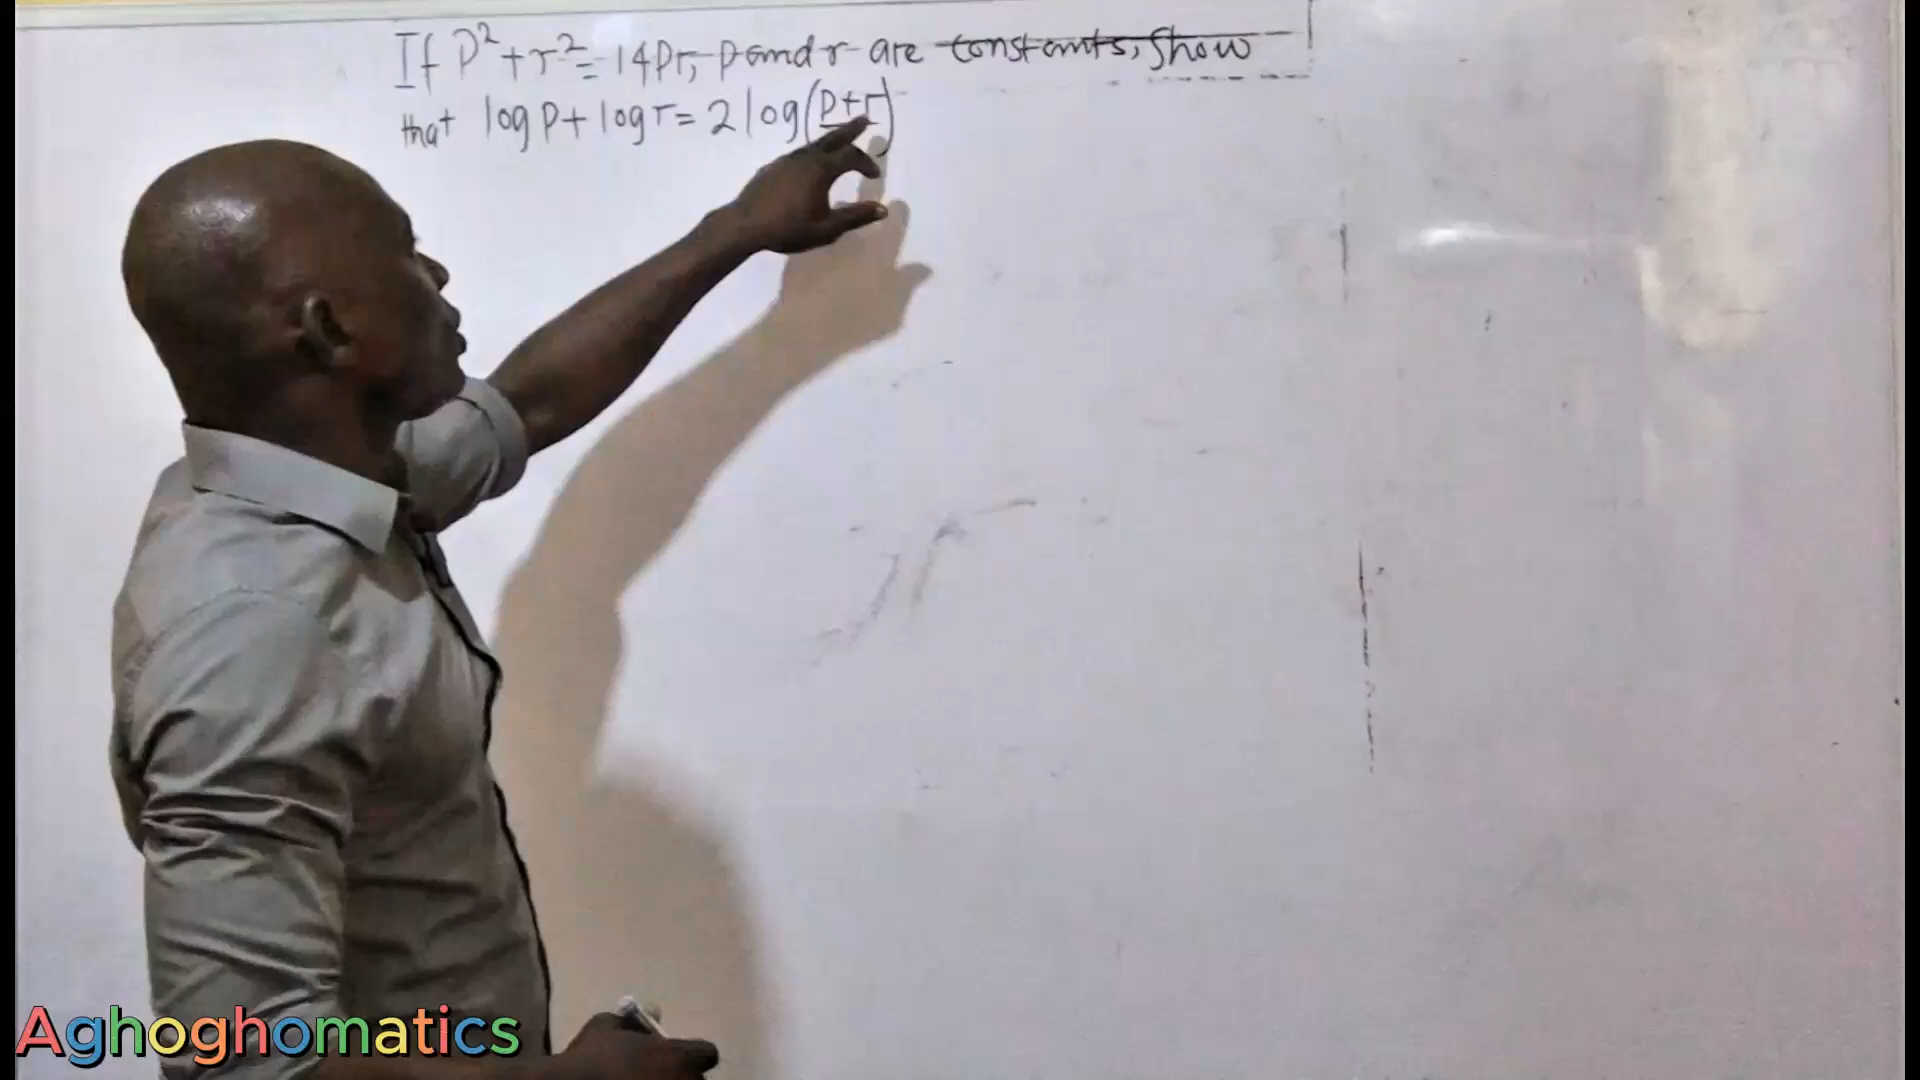 If P²+r²=14Pr, p and r are constants, show
that log P + log r = 2 log (p+r)
Aghoghomatics